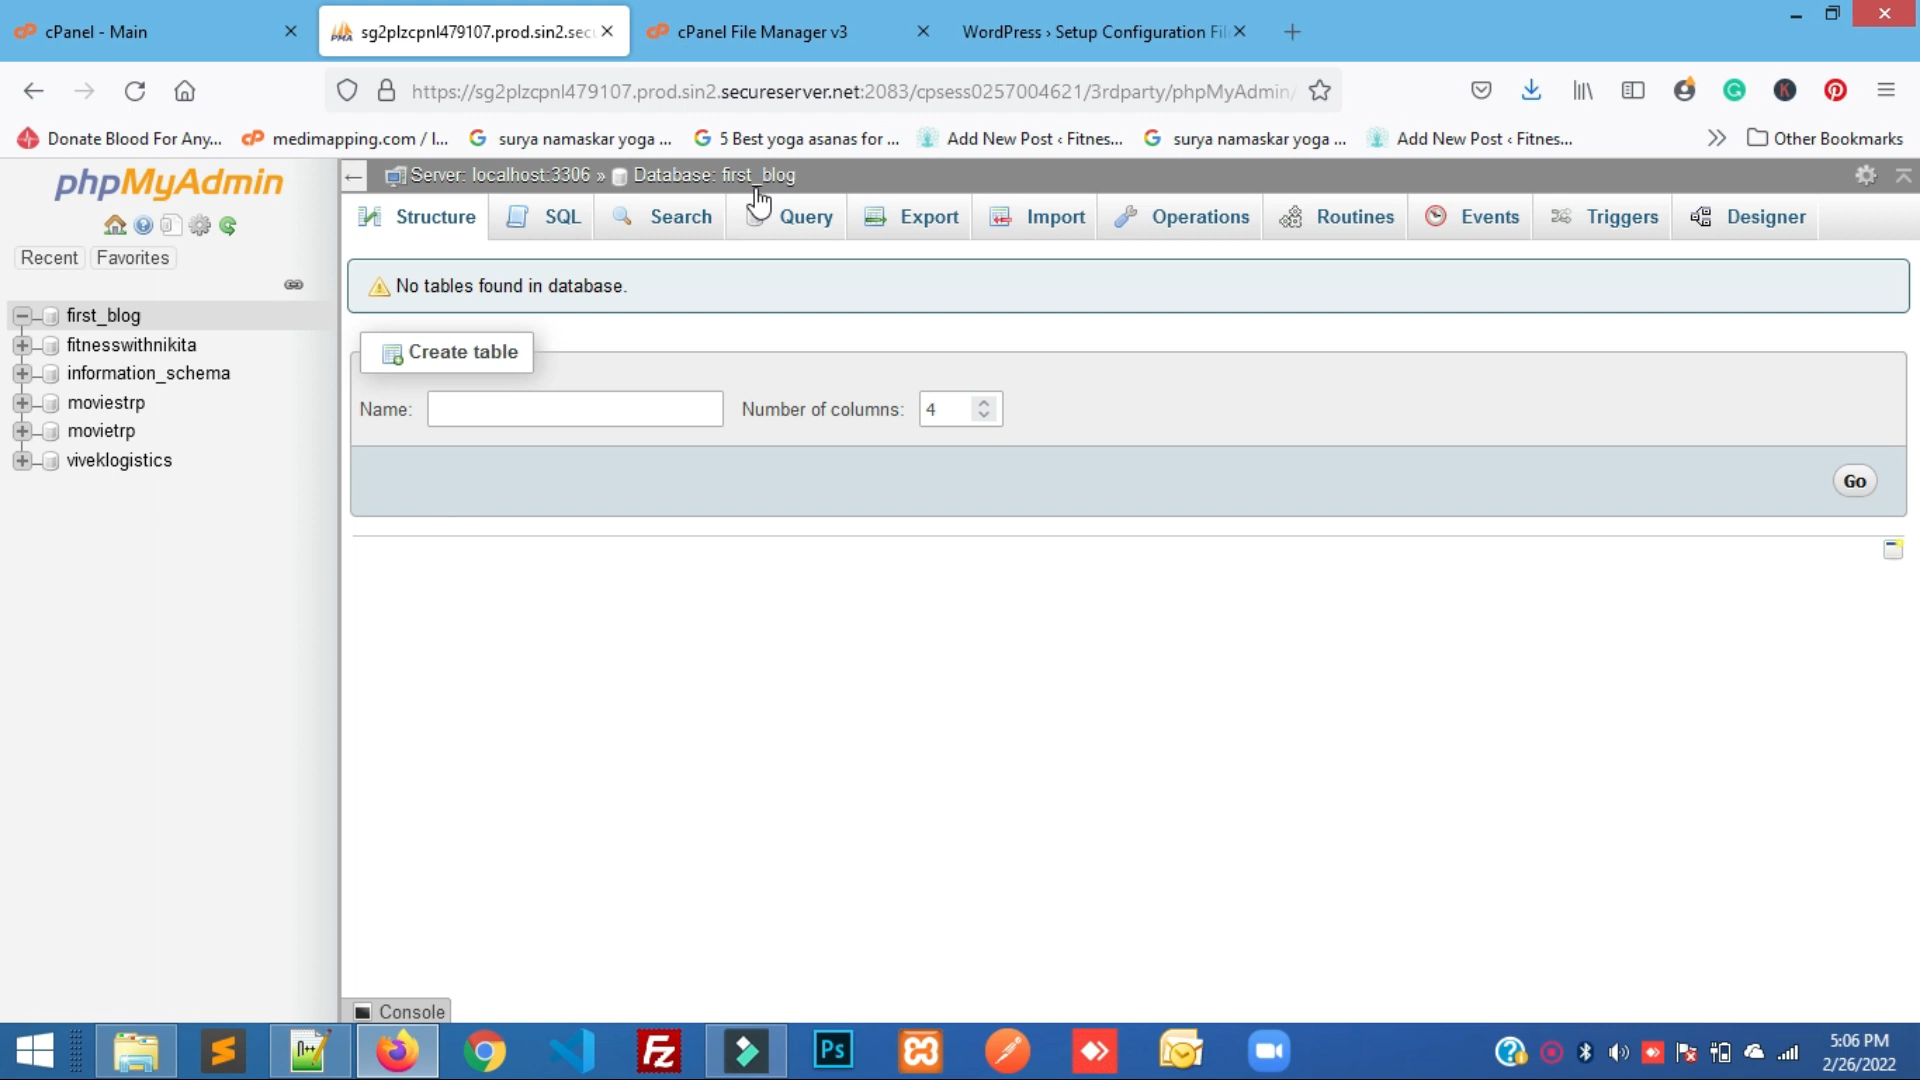 cPanel - Main
sg2plzcpnl479107.prod.sin2.sec
cPanel File Manager v3
WordPress › Setup Configuration Fil
https://sg2plzcpnl479107.prod.sin2.secureserver.net:2083/cpsess0257004621/3rdparty/phpMyAdmin/
Donate Blood For Any...
medimapping.com / l...
surya namaskar yoga ...
5 Best yoga asanas for ...
Add New Post ‹ Fitnes...
surya namaskar yoga ...
Add New Post ‹ Fitnes...
Other Bookmarks
phpMyAdmin
Recent Favorites
first_blog
fitnesswithnikita
information_schema
moviestrp
movietrp
viveklogistics
Server: localhost:3306 » Database: first_blog
Structure SQL Search Query Export Import Operations Routines Events Triggers Designer
No tables found in database.
Create table
Name: Number of columns: 4
Go
Console
5:06 PM
2/26/2022